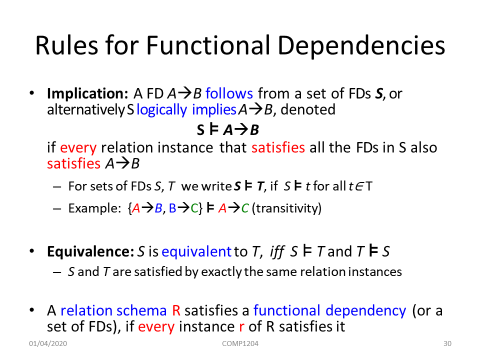 Rules for Functional Dependencies
• Implication: A FD A→B follows from a set of FDs S, or
alternatively S logically implies A→B, denoted
S ⊨ A→B
if every relation instance that satisfies all the FDs in S also
satisfies A→B
– For sets of FDs S, T we write S ⊨ T, if S ⊨ t for all t∈T
– Example: {A→B, B→C} ⊨ A→C (transitivity)
• Equivalence: S is equivalent to T, iff S ⊨ T and T ⊨ S
– S and T are satisfied by exactly the same relation instances
• A relation schema R satisfies a functional dependency (or a
set of FDs), if every instance r of R satisfies it
01/04/2020 COMP1204 30